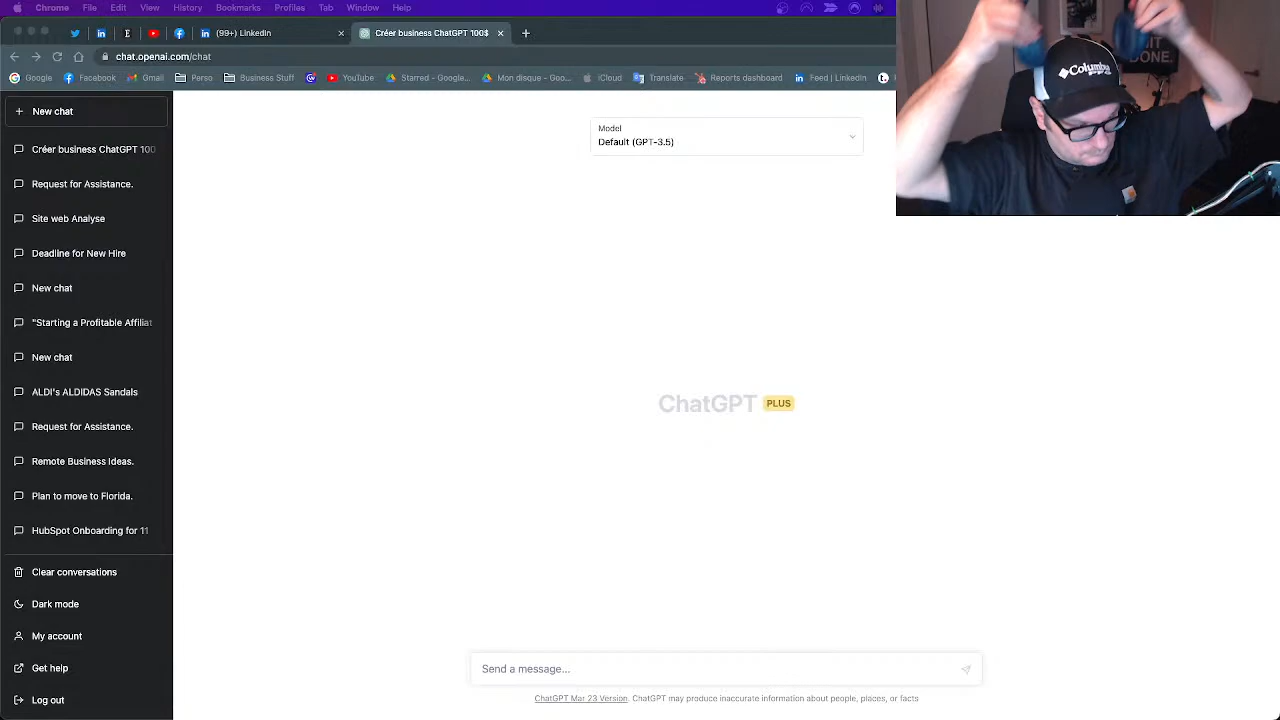 Chrome File Edit View History Bookmarks Profiles Tab Window Help
(99+) LinkedIn
Créer business ChatGPT 100$
chat.openai.com/chat
Google Facebook Gmail Perso Business Stuff YouTube Starred - Google... Mon disque - Goo... iCloud Translate Reports dashboard Feed | LinkedIn
New chat
Créer business ChatGPT 100
Request for Assistance.
Site web Analyse
Deadline for New Hire
New chat
"Starting a Profitable Affiliat
New chat
ALDI's ALDIDAS Sandals
Request for Assistance.
Remote Business Ideas.
Plan to move to Florida.
HubSpot Onboarding for 11
Clear conversations
Dark mode
My account
Get help
Log out
Model
Default (GPT-3.5)
ChatGPT PLUS
Send a message...
ChatGPT Mar 23 Version. ChatGPT may produce inaccurate information about people, places, or facts
Columbia
DONE.